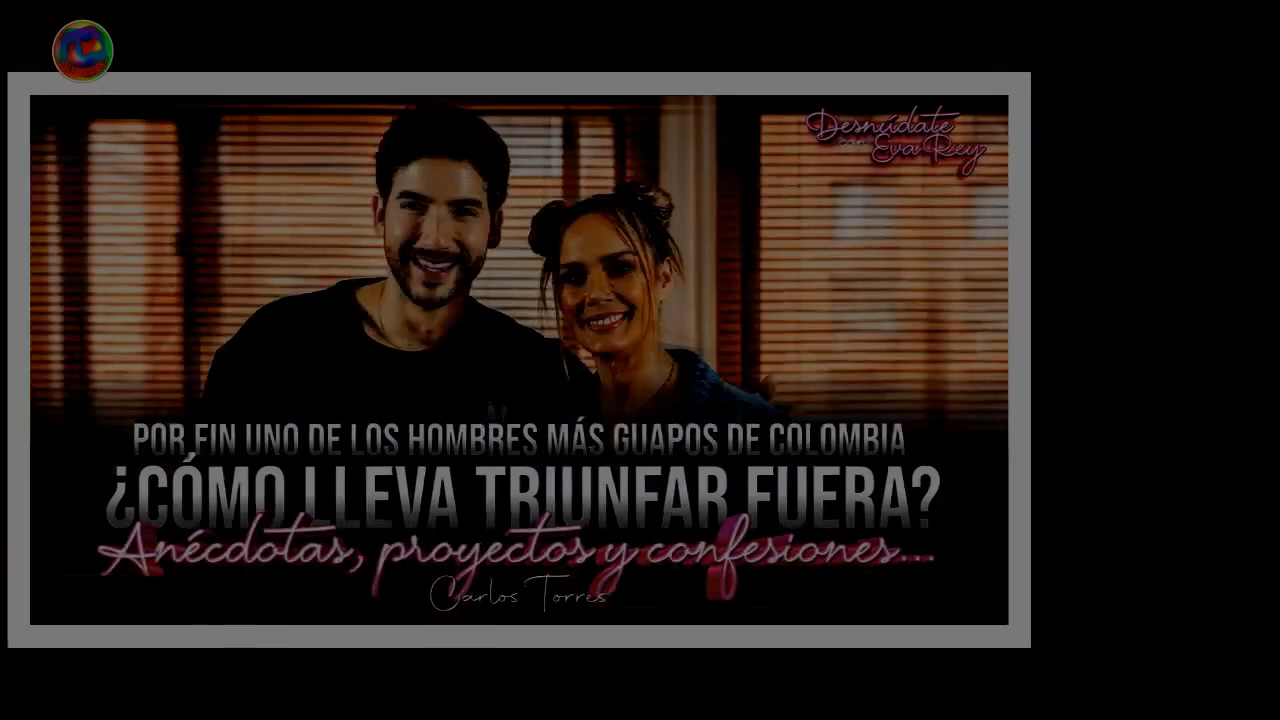 Desnúdate
con Eva Rey
POR FIN UNO DE LOS HOMBRES MÁS GUAPOS DE COLOMBIA
¿CÓMO LLEVA TRIUNFAR FUERA?
Anécdotas, proyectos y confesiones...
Carlos Torres